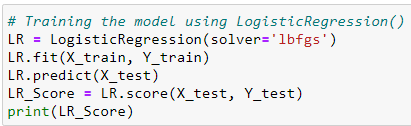 # Training the model using LogisticRegression()
LR = LogisticRegression(solver='lbfgs')
LR.fit(X_train, Y_train)
LR.predict(X_test)
LR_Score = LR.score(X_test, Y_test)
print(LR_Score)